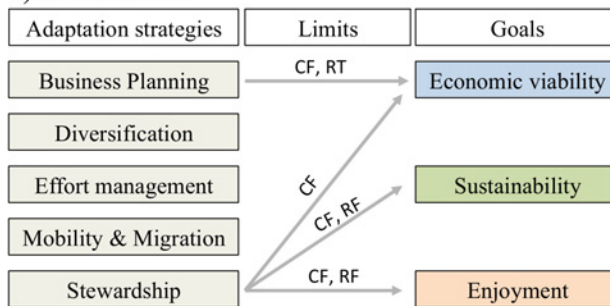 )
Adaptation strategies Limits Goals
Business Planning CF, RT Economic viability
Diversification
CF
Effort management CF, RF Sustainability
Mobility & Migration
Stewardship CF, RF Enjoyment